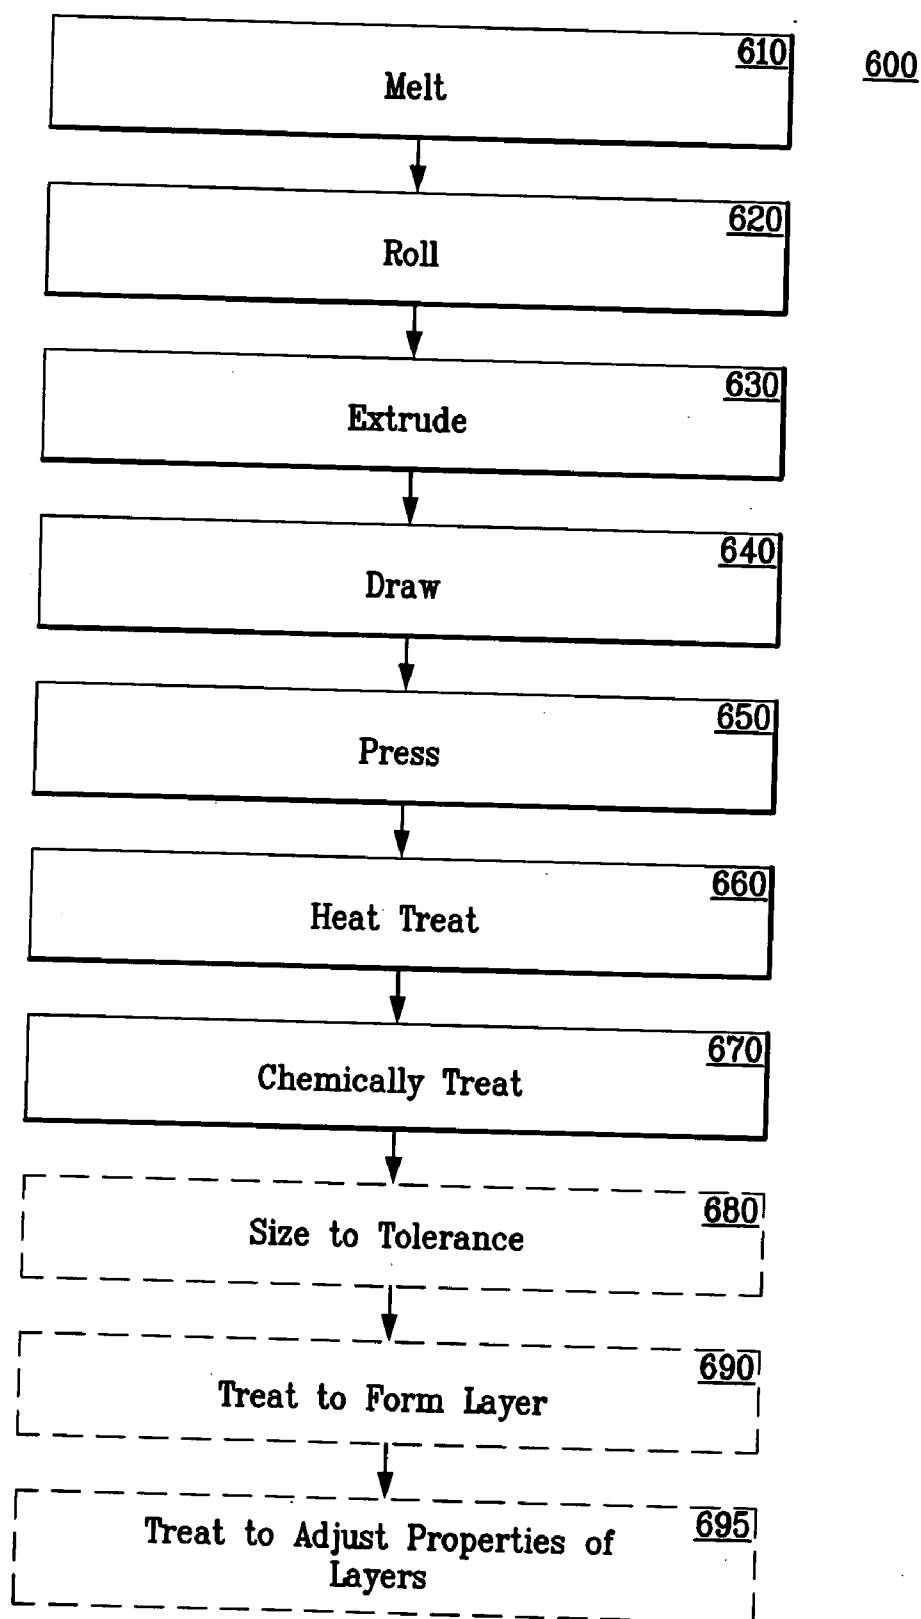 610
600
Melt
620
Roll
630
Extrude
640
Draw
650
Press
660
Heat Treat
670
Chemically Treat
680
Size to Tolerance
690
Treat to Form Layer
695
Treat to Adjust Properties of
Layers